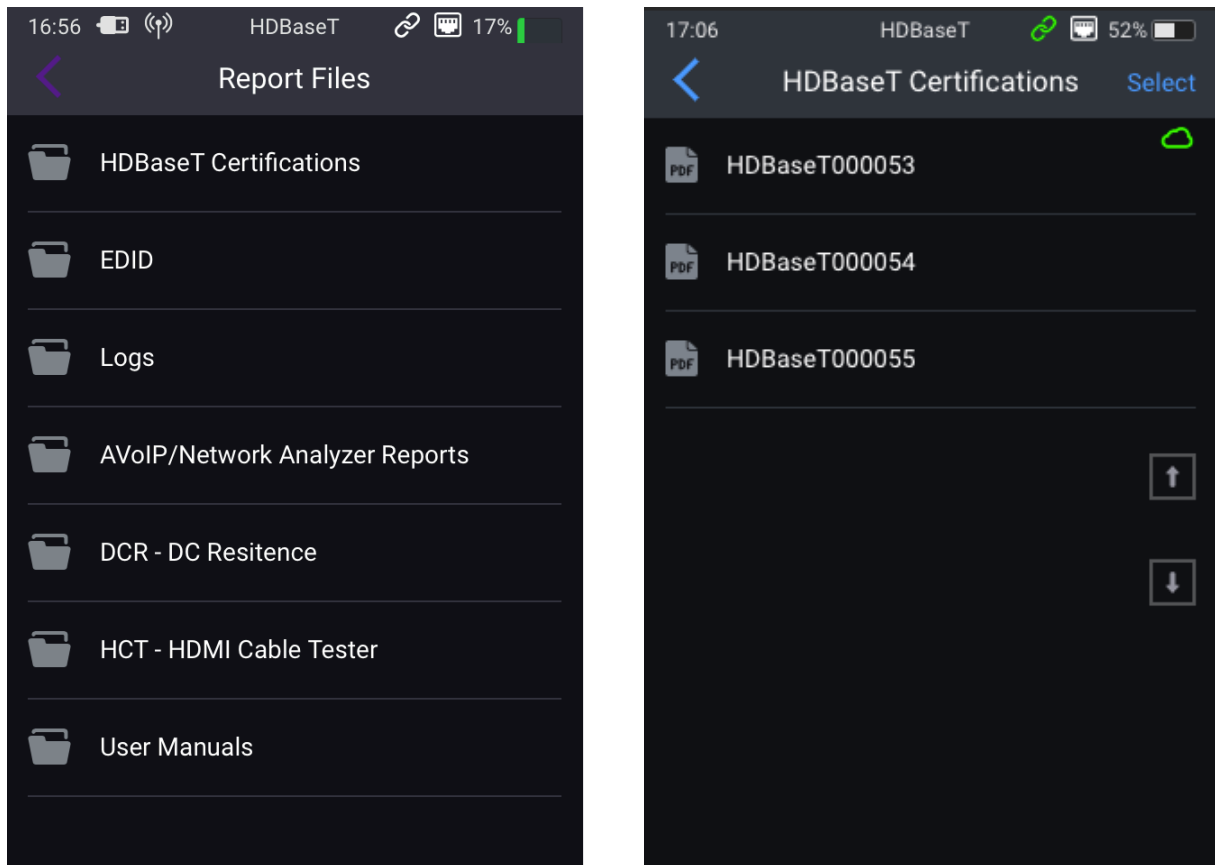 16:56 HDBaseT 17%
Report Files
HDBaseT Certifications
EDID
Logs
AVoIP/Network Analyzer Reports
DCR - DC Resitence
HCT - HDMI Cable Tester
User Manuals
17:06 HDBaseT 52%
HDBaseT Certifications Select
PDF HDBaseT000053
PDF HDBaseT000054
PDF HDBaseT000055